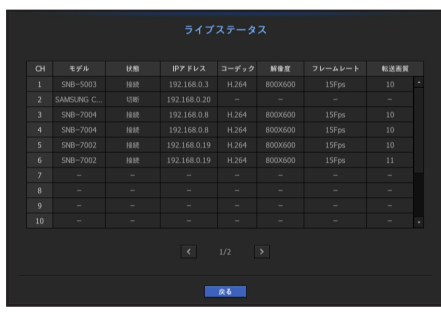 ライブステータス
CH モデル 状態 IPアドレス コーデック 解像度 フレームレート 転送画質
1 SNB-5003 接続 192.168.0.3 H.264 800X600 15Fps 10
2 SAMSUNG C... 切断 192.168.0.20 - - - -
3 SNB-7004 接続 192.168.0.8 H.264 800X600 15Fps 10
4 SNB-7004 接続 192.168.0.8 H.264 800X600 15Fps 10
5 SNB-7002 接続 192.168.0.19 H.264 800X600 15Fps 10
6 SNB-7002 接続 192.168.0.19 H.264 800X600 15Fps 11
7 - - - - - - -
8 - - - - - - -
9 - - - - - - -
10 - - - - - - -
< 1/2 >
戻る